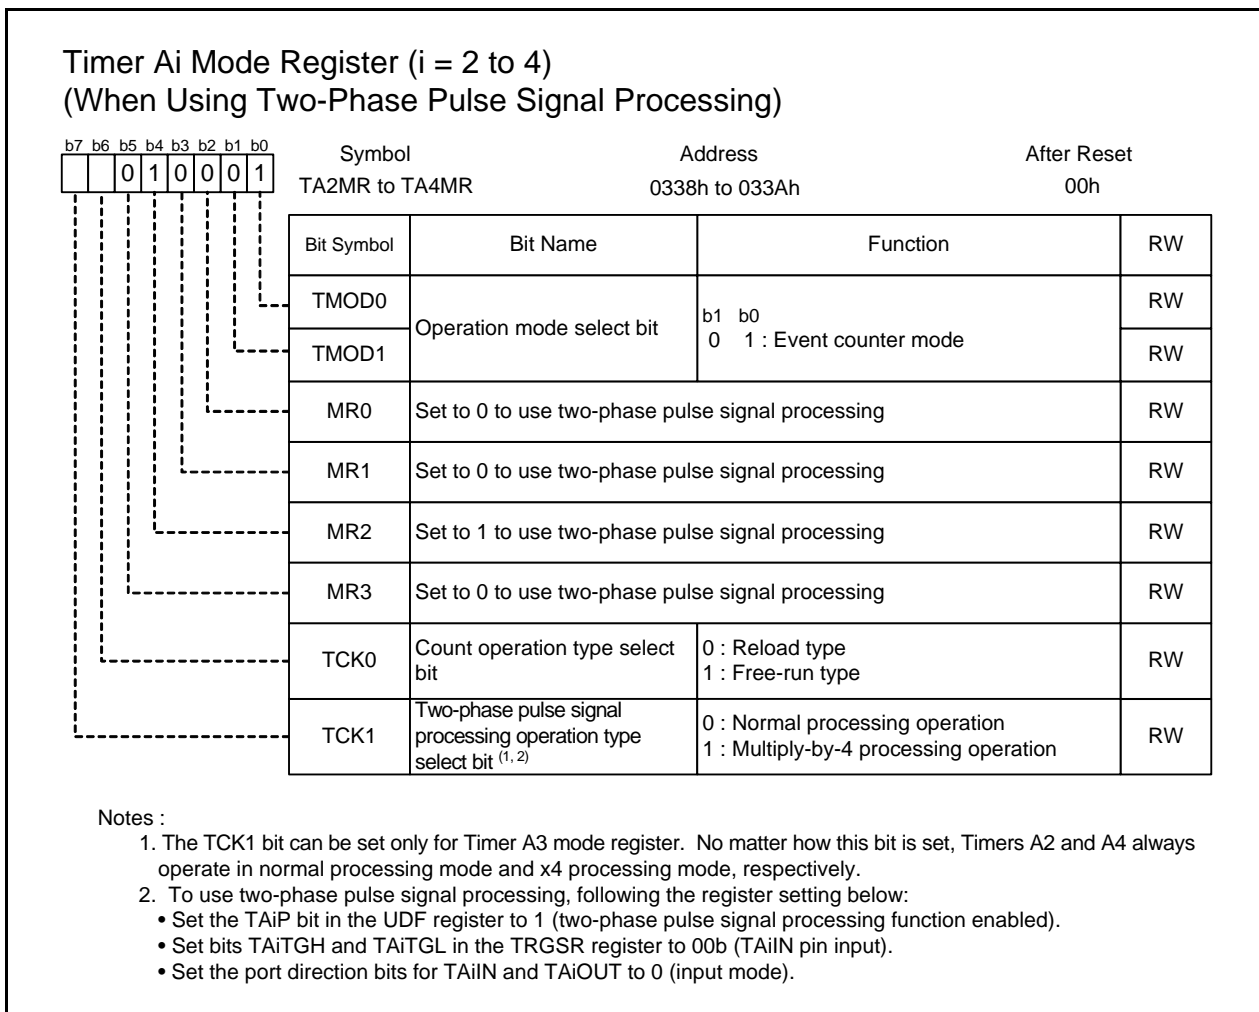 Timer Ai Mode Register (i = 2 to 4)
(When Using Two-Phase Pulse Signal Processing)
b7 b6 b5 b4 b3 b2 b1 b0
0 1 0 0 0 1
Symbol Address After Reset
TA2MR to TA4MR 0338h to 033Ah 00h
Bit Symbol Bit Name Function RW
TMOD0 RW
Operation mode select bit
b1 b0
0 1 : Event counter mode
TMOD1 RW
MR0 Set to 0 to use two-phase pulse signal processing RW
MR1 Set to 0 to use two-phase pulse signal processing RW
MR2 Set to 1 to use two-phase pulse signal processing RW
MR3 Set to 0 to use two-phase pulse signal processing RW
TCK0
Count operation type select
bit
0 : Reload type
1 : Free-run type
RW
TCK1
Two-phase pulse signal
processing operation type
select bit (1, 2)
0 : Normal processing operation
1 : Multiply-by-4 processing operation
RW
Notes :
1. The TCK1 bit can be set only for Timer A3 mode register. No matter how this bit is set, Timers A2 and A4 always
operate in normal processing mode and x4 processing mode, respectively.
2. To use two-phase pulse signal processing, following the register setting below:
• Set the TAiP bit in the UDF register to 1 (two-phase pulse signal processing function enabled).
• Set bits TAiTGH and TAiTGL in the TRGSR register to 00b (TAiIN pin input).
• Set the port direction bits for TAiIN and TAiOUT to 0 (input mode).